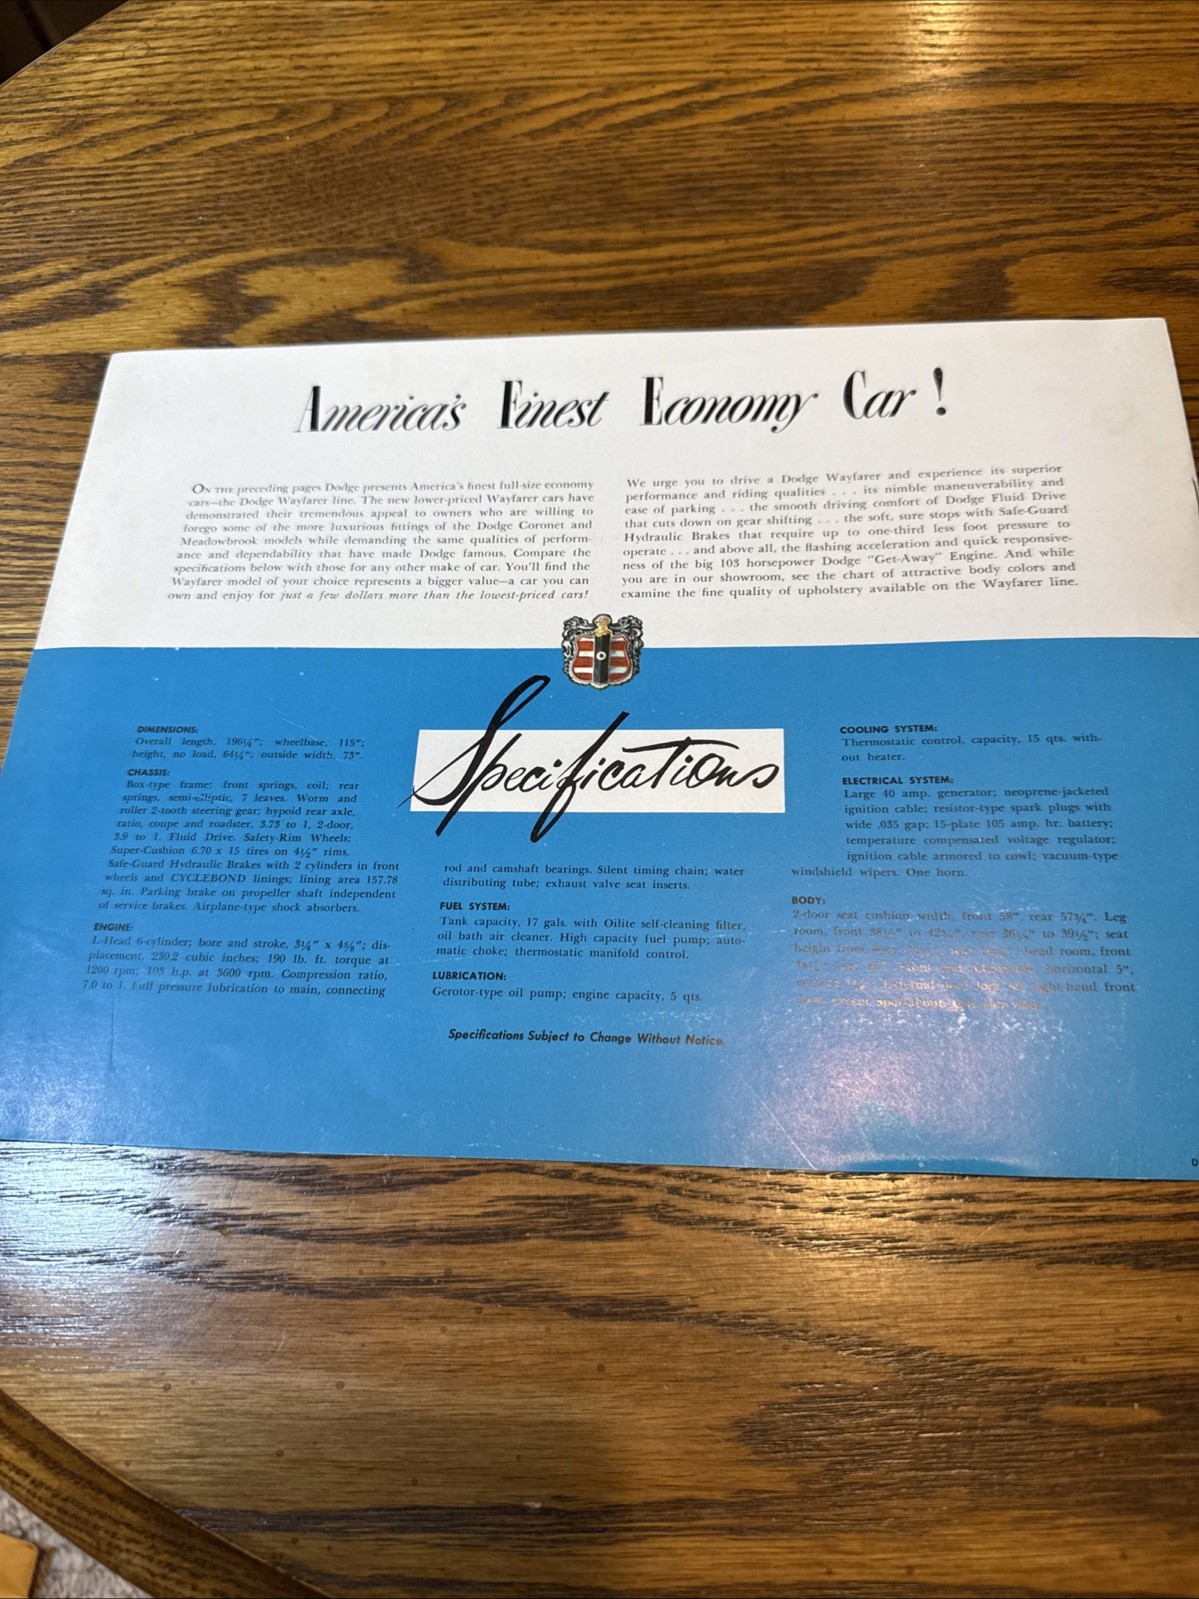 America's Finest Economy Car!
ON THE preceding pages Dodge presents America's finest full-size economy
cars—the Dodge Wayfarer line. The new lower-priced Wayfarer cars have
demonstrated their tremendous appeal to owners who are willing to
forego some of the more luxurious fittings of the Dodge Coronet and
Meadowbrook models while demanding the same qualities of perform-
ance and dependability that have made Dodge famous. Compare the
specifications below with those for any other make of car. You'll find the
Wayfarer model of your choice represents a bigger value—a car you can
own and enjoy for just a few dollars more than the lowest-priced cars!
We urge you to drive a Dodge Wayfarer and experience its superior
performance and riding qualities . . . its nimble maneuverability and
ease of parking . . . the smooth driving comfort of Dodge Fluid Drive
that cuts down on gear shifting . . . the soft, sure stops with Safe-Guard
Hydraulic Brakes that require up to one-third less foot pressure to
operate . . . and above all, the flashing acceleration and quick responsive-
ness of the big 103 horsepower Dodge "Get-Away" Engine. And while
you are in our showroom, see the chart of attractive body colors and
examine the fine quality of upholstery available on the Wayfarer line.
Specifications
DIMENSIONS:
Overall length, 196¼"; wheelbase, 115";
height, no load, 64¼"; outside width, 73".
CHASSIS:
Box-type frame; front springs, coil; rear
springs, semi-elliptic, 7 leaves. Worm and
roller 2-tooth steering gear; hypoid rear axle,
ratio, coupe and roadster, 3.73 to 1, 2-door,
3.9 to 1. Fluid Drive. Safety-Rim Wheels;
Super-Cushion 6.70 x 15 tires on 4½" rims.
Safe-Guard Hydraulic Brakes with 2 cylinders in front
wheels and CYCLEBOND linings; lining area 157.78
sq. in. Parking brake on propeller shaft independent
of service brakes. Airplane-type shock absorbers.
ENGINE:
L-Head 6-cylinder; bore and stroke, 3¼" x 4⅝"; dis-
placement, 230.2 cubic inches; 190 lb. ft. torque at
1200 rpm; 103 h.p. at 3600 rpm. Compression ratio,
7.0 to 1. Full pressure lubrication to main, connecting
rod and camshaft bearings. Silent timing chain; water
distributing tube; exhaust valve seat inserts.
FUEL SYSTEM:
Tank capacity, 17 gals. with Oilite self-cleaning filter,
oil bath air cleaner. High capacity fuel pump; auto-
matic choke; thermostatic manifold control.
LUBRICATION:
Gerotor-type oil pump; engine capacity, 5 qts.
COOLING SYSTEM:
Thermostatic control, capacity, 15 qts. with-
out heater.
ELECTRICAL SYSTEM:
Large 40 amp. generator; neoprene-jacketed
ignition cable; resistor-type spark plugs with
wide .035 gap; 15-plate 105 amp. hr. battery;
temperature compensated voltage regulator;
ignition cable armored to cowl; vacuum-type
windshield wipers. One horn.
BODY:
2-door seat cushion width, front 58", rear 57¾". Leg
room, front to rear to 39½"; seat
height from head room, front
horizontal 5",
right hand front
door, except
Specifications Subject to Change Without Notice.
D